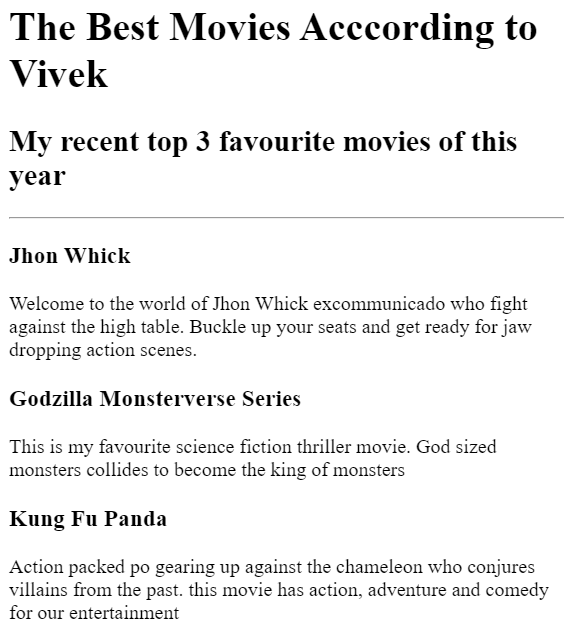 The Best Movies Acccording to
Vivek
My recent top 3 favourite movies of this
year
Jhon Whick
Welcome to the world of Jhon Whick excommunicado who fight
against the high table. Buckle up your seats and get ready for jaw
dropping action scenes.
Godzilla Monsterverse Series
This is my favourite science fiction thriller movie. God sized
monsters collides to become the king of monsters
Kung Fu Panda
Action packed po gearing up against the chameleon who conjures
villains from the past. this movie has action, adventure and comedy
for our entertainment